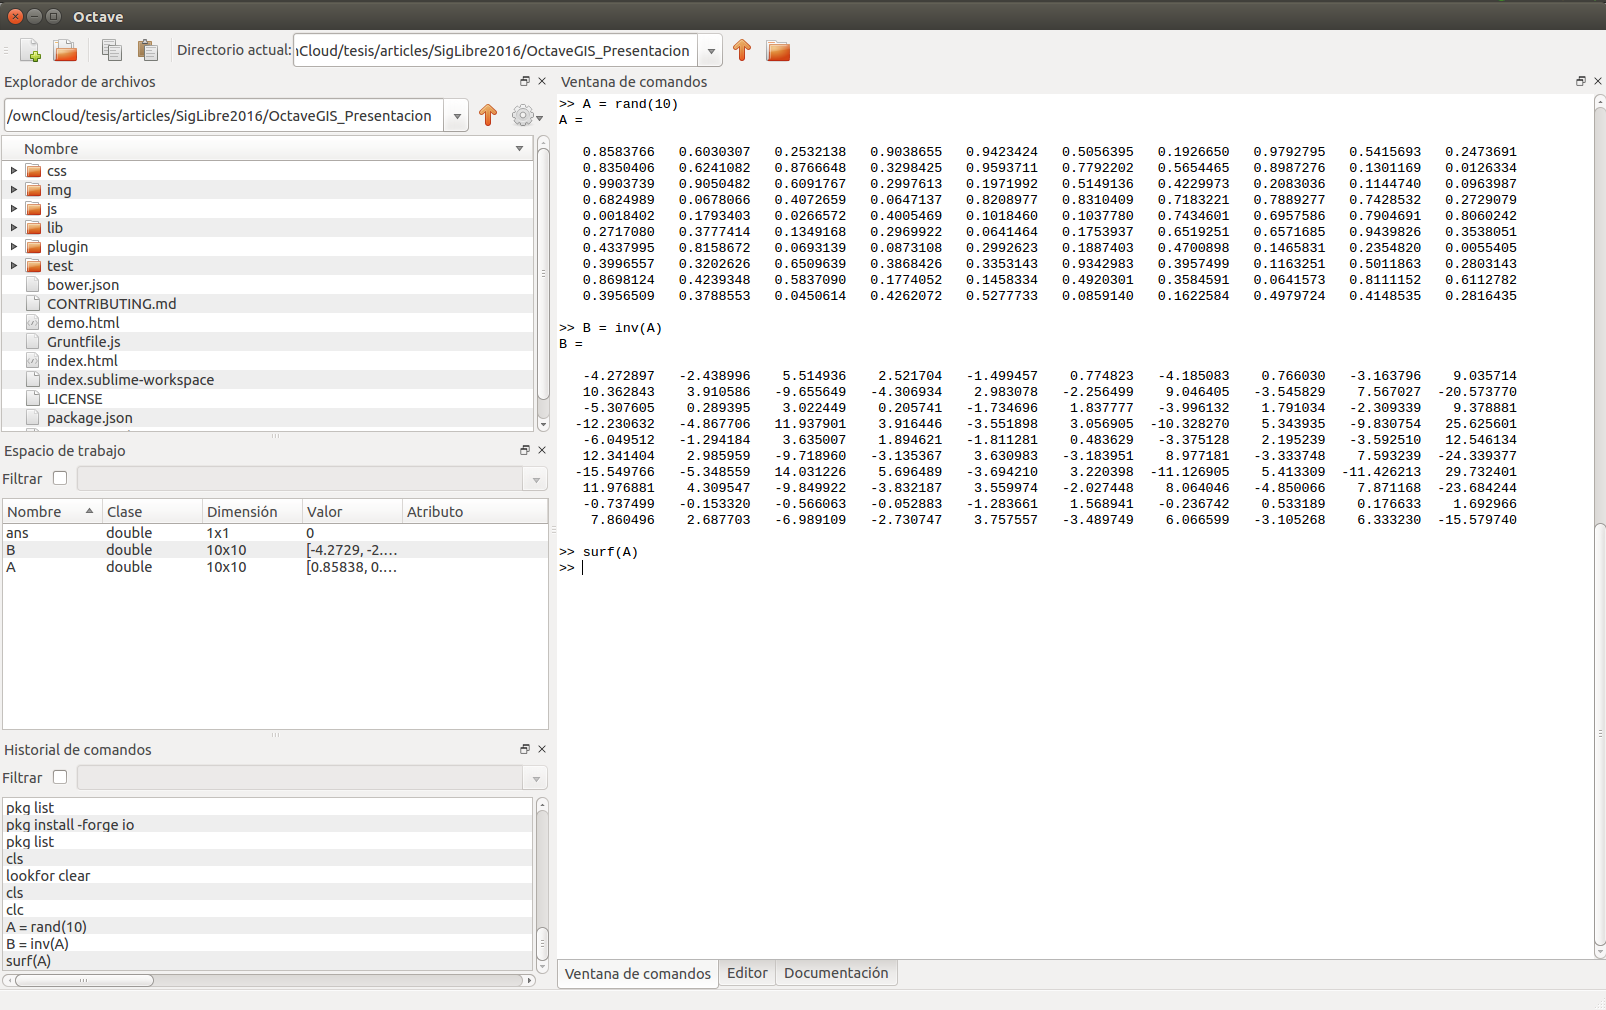 Octave
Directorio actual: ıCloud/tesis/articles/SigLibre2016/OctaveGIS_Presentacion
Explorador de archivos
/ownCloud/tesis/articles/SigLibre2016/OctaveGIS_Presentacion
Nombre
css
img
js
lib
plugin
test
bower.json
CONTRIBUTING.md
demo.html
Gruntfile.js
index.html
index.sublime-workspace
LICENSE
package.json
Espacio de trabajo
Filtrar
Nombre Clase Dimensión Valor Atributo
ans double 1x1 0
B double 10x10 [-4.2729, -2....
A double 10x10 [0.85838, 0....
Historial de comandos
Filtrar
pkg list
pkg install -forge io
pkg list
cls
lookfor clear
cls
clc
A = rand(10)
B = inv(A)
surf(A)
Ventana de comandos
>> A = rand(10)
A =
0.8583766 0.6030307 0.2532138 0.9038655 0.9423424 0.5056395 0.1926650 0.9792795 0.5415693 0.2473691
0.8350406 0.6241082 0.8766648 0.3298425 0.9593711 0.7792202 0.5654465 0.8987276 0.1301169 0.0126334
0.9903739 0.9050482 0.6091767 0.2997613 0.1971992 0.5149136 0.4229973 0.2083036 0.1144740 0.0963987
0.6824989 0.0678066 0.4072659 0.0647137 0.8208977 0.8310409 0.7183221 0.7889277 0.7428532 0.2729079
0.0018402 0.1793403 0.0266572 0.4005469 0.1018460 0.1037780 0.7434601 0.6957586 0.7904691 0.8060242
0.2717080 0.3777414 0.1349168 0.2969922 0.0641464 0.1753937 0.6519251 0.6571685 0.9439826 0.3538051
0.4337995 0.8158672 0.0693139 0.0873108 0.2992623 0.1887403 0.4700898 0.1465831 0.2354820 0.0055405
0.3996557 0.3202626 0.6509639 0.3868426 0.3353143 0.9342983 0.3957499 0.1163251 0.5011863 0.2803143
0.8698124 0.4239348 0.5837090 0.1774052 0.1458334 0.4920301 0.3584591 0.0641573 0.8111152 0.6112782
0.3956509 0.3788553 0.0450614 0.4262072 0.5277733 0.0859140 0.1622584 0.4979724 0.4148535 0.2816435
>> B = inv(A)
B =
-4.272897 -2.438996 5.514936 2.521704 -1.499457 0.774823 -4.185083 0.766030 -3.163796 9.035714
10.362843 3.910586 -9.655649 -4.306934 2.983078 -2.256499 9.046405 -3.545829 7.567027 -20.573770
-5.307605 0.289395 3.022449 0.205741 -1.734696 1.837777 -3.996132 1.791034 -2.309339 9.378881
-12.230632 -4.867706 11.937901 3.916446 -3.551898 3.056905 -10.328270 5.343935 -9.830754 25.625601
-6.049512 -1.294184 3.635007 1.894621 -1.811281 0.483629 -3.375128 2.195239 -3.592510 12.546134
12.341404 2.985959 -9.718960 -3.135367 3.630983 -3.183951 8.977181 -3.333748 7.593239 -24.339377
-15.549766 -5.348559 14.031226 5.696489 -3.694210 3.220398 -11.126905 5.413309 -11.426213 29.732401
11.976881 4.309547 -9.849922 -3.832187 3.559974 -2.027448 8.064046 -4.850066 7.871168 -23.684244
-0.737499 -0.153320 -0.566063 -0.052883 -1.283661 1.568941 -0.236742 0.533189 0.176633 1.692966
7.860496 2.687703 -6.989109 -2.730747 3.757557 -3.489749 6.066599 -3.105268 6.333230 -15.579740
>> surf(A)
>>
Ventana de comandos Editor Documentación